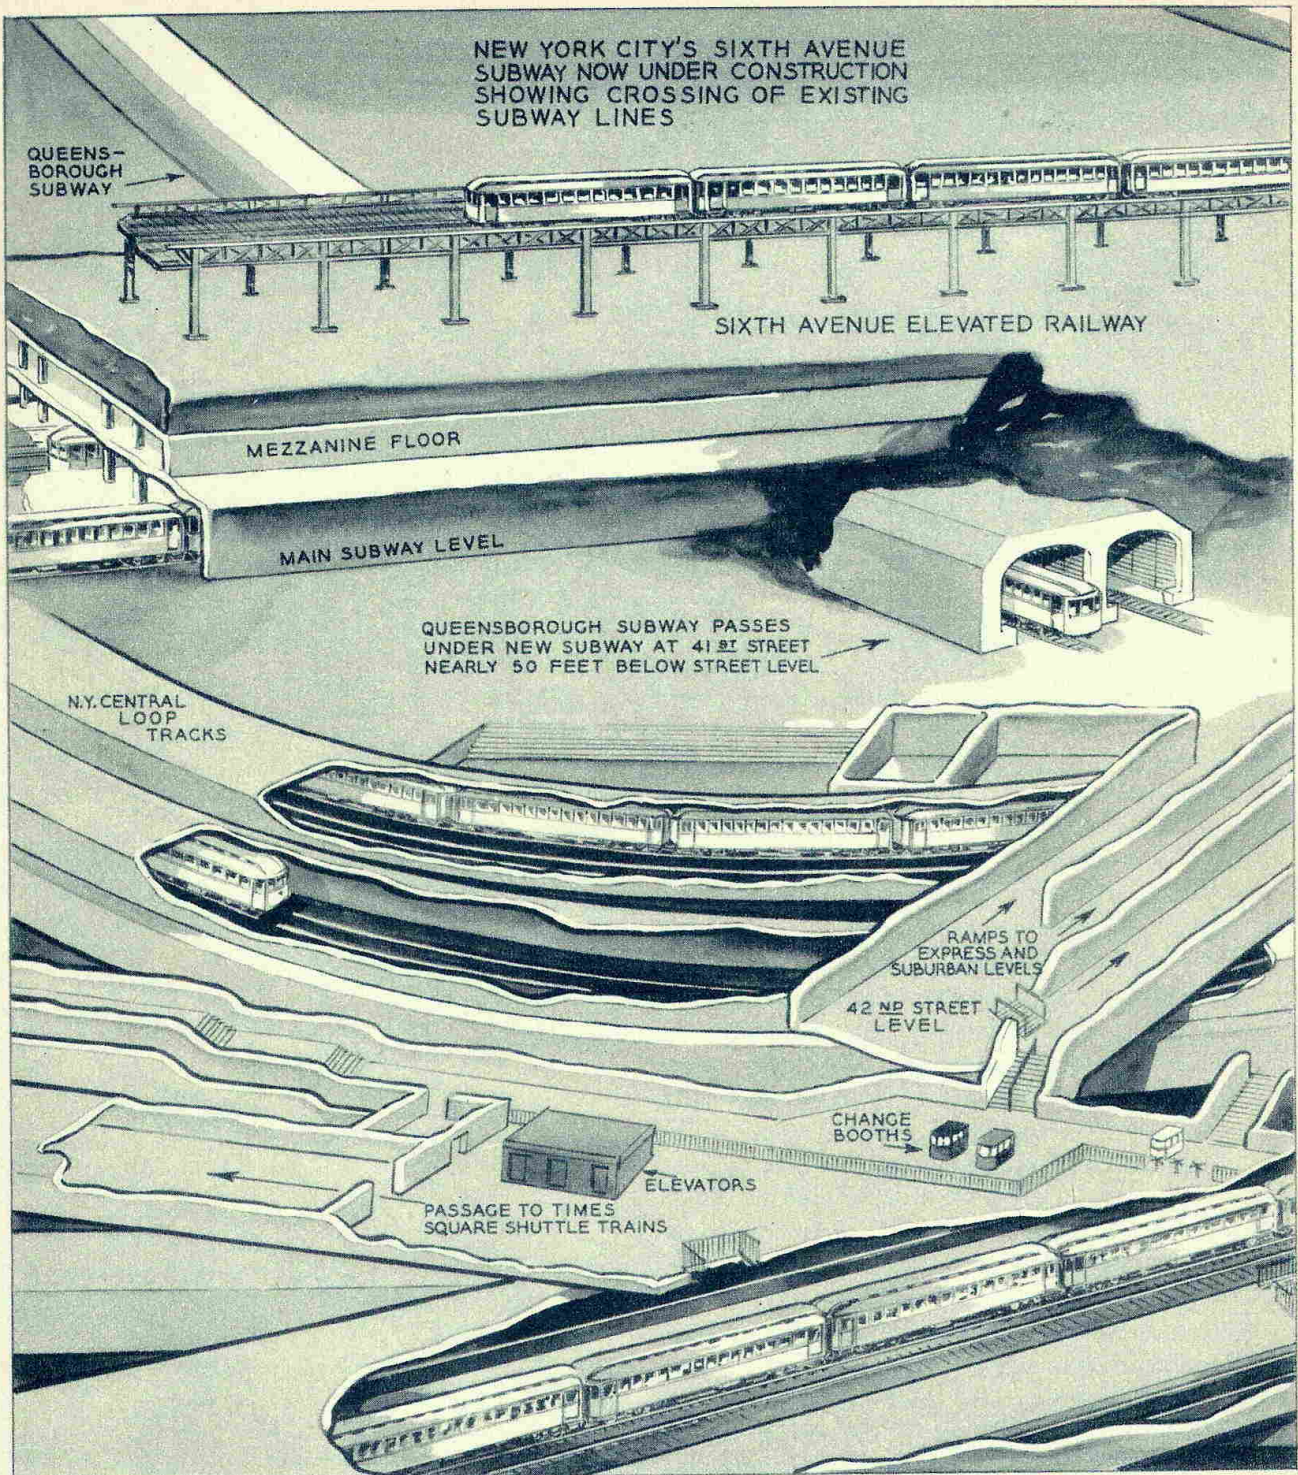 NEW YORK CITY'S SIXTH AVENUE
SUBWAY NOW UNDER CONSTRUCTION
SHOWING CROSSING OF EXISTING
SUBWAY LINES
QUEENS-
BOROUGH
SUBWAY
SIXTH AVENUE ELEVATED RAILWAY
MEZZANINE FLOOR
MAIN SUBWAY LEVEL
QUEENSBOROUGH SUBWAY PASSES
UNDER NEW SUBWAY AT 41ST STREET
NEARLY 50 FEET BELOW STREET LEVEL
N.Y. CENTRAL
LOOP
TRACKS
RAMPS TO
EXPRESS AND
SUBURBAN LEVELS
42ND STREET
LEVEL
CHANGE
BOOTHS
ELEVATORS
PASSAGE TO TIMES
SQUARE SHUTTLE TRAINS